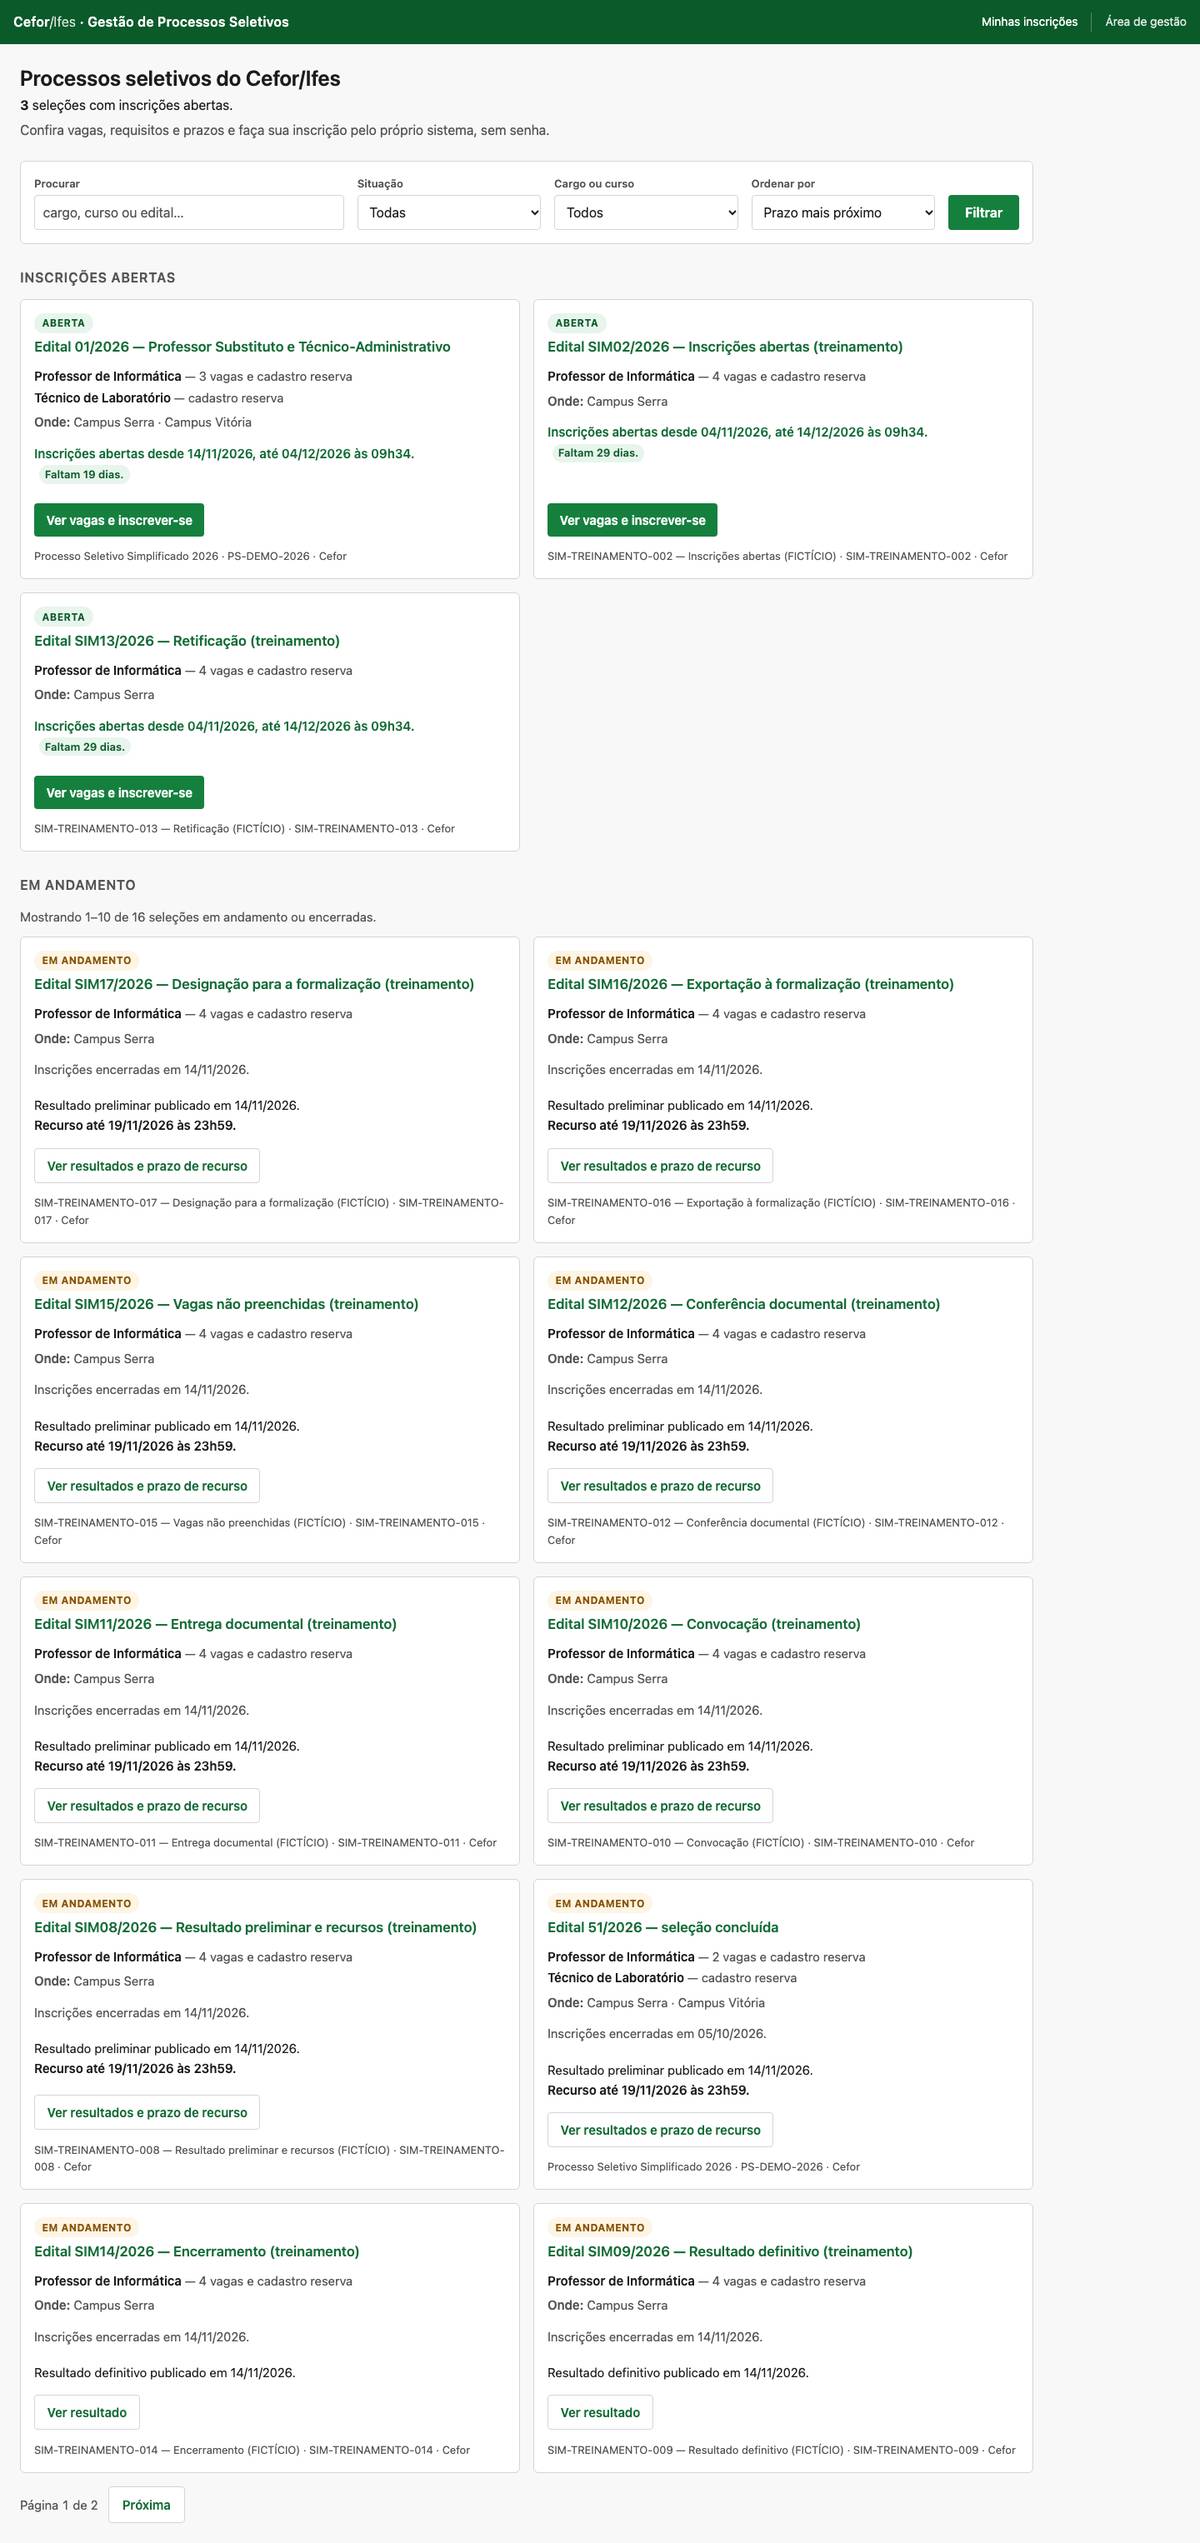 Cefor/Ifes · Gestão de Processos Seletivos
Minhas inscrições
Área de gestão
Processos seletivos do Cefor/Ifes
3 seleções com inscrições abertas.
Confira vagas, requisitos e prazos e faça sua inscrição pelo próprio sistema, sem senha.
Procurar
Situação
Cargo ou curso
Ordenar por
cargo, curso ou edital...
Todas
Todos
Prazo mais próximo
Filtrar
INSCRIÇÕES ABERTAS
ABERTA
Edital 01/2026 — Professor Substituto e Técnico-Administrativo
Professor de Informática — 3 vagas e cadastro reserva
Técnico de Laboratório — cadastro reserva
Onde: Campus Serra · Campus Vitória
Inscrições abertas desde 14/11/2026, até 04/12/2026 às 09h34.
Faltam 19 dias.
Ver vagas e inscrever-se
Processo Seletivo Simplificado 2026 · PS-DEMO-2026 · Cefor
ABERTA
Edital SIM02/2026 — Inscrições abertas (treinamento)
Professor de Informática — 4 vagas e cadastro reserva
Onde: Campus Serra
Inscrições abertas desde 04/11/2026, até 14/12/2026 às 09h34.
Faltam 29 dias.
Ver vagas e inscrever-se
SIM-TREINAMENTO-002 — Inscrições abertas (FICTÍCIO) · SIM-TREINAMENTO-002 · Cefor
ABERTA
Edital SIM13/2026 — Retificação (treinamento)
Professor de Informática — 4 vagas e cadastro reserva
Onde: Campus Serra
Inscrições abertas desde 04/11/2026, até 14/12/2026 às 09h34.
Faltam 29 dias.
Ver vagas e inscrever-se
SIM-TREINAMENTO-013 — Retificação (FICTÍCIO) · SIM-TREINAMENTO-013 · Cefor
EM ANDAMENTO
Mostrando 1–10 de 16 seleções em andamento ou encerradas.
EM ANDAMENTO
Edital SIM17/2026 — Designação para a formalização (treinamento)
Professor de Informática — 4 vagas e cadastro reserva
Onde: Campus Serra
Inscrições encerradas em 14/11/2026.
Resultado preliminar publicado em 14/11/2026.
Recurso até 19/11/2026 às 23h59.
Ver resultados e prazo de recurso
SIM-TREINAMENTO-017 — Designação para a formalização (FICTÍCIO) · SIM-TREINAMENTO-
017 · Cefor
EM ANDAMENTO
Edital SIM16/2026 — Exportação à formalização (treinamento)
Professor de Informática — 4 vagas e cadastro reserva
Onde: Campus Serra
Inscrições encerradas em 14/11/2026.
Resultado preliminar publicado em 14/11/2026.
Recurso até 19/11/2026 às 23h59.
Ver resultados e prazo de recurso
SIM-TREINAMENTO-016 — Exportação à formalização (FICTÍCIO) · SIM-TREINAMENTO-016 ·
Cefor
EM ANDAMENTO
Edital SIM15/2026 — Vagas não preenchidas (treinamento)
Professor de Informática — 4 vagas e cadastro reserva
Onde: Campus Serra
Inscrições encerradas em 14/11/2026.
Resultado preliminar publicado em 14/11/2026.
Recurso até 19/11/2026 às 23h59.
Ver resultados e prazo de recurso
SIM-TREINAMENTO-015 — Vagas não preenchidas (FICTÍCIO) · SIM-TREINAMENTO-015 ·
Cefor
EM ANDAMENTO
Edital SIM12/2026 — Conferência documental (treinamento)
Professor de Informática — 4 vagas e cadastro reserva
Onde: Campus Serra
Inscrições encerradas em 14/11/2026.
Resultado preliminar publicado em 14/11/2026.
Recurso até 19/11/2026 às 23h59.
Ver resultados e prazo de recurso
SIM-TREINAMENTO-012 — Conferência documental (FICTÍCIO) · SIM-TREINAMENTO-012 ·
Cefor
EM ANDAMENTO
Edital SIM11/2026 — Entrega documental (treinamento)
Professor de Informática — 4 vagas e cadastro reserva
Onde: Campus Serra
Inscrições encerradas em 14/11/2026.
Resultado preliminar publicado em 14/11/2026.
Recurso até 19/11/2026 às 23h59.
Ver resultados e prazo de recurso
SIM-TREINAMENTO-011 — Entrega documental (FICTÍCIO) · SIM-TREINAMENTO-011 · Cefor
EM ANDAMENTO
Edital SIM10/2026 — Convocação (treinamento)
Professor de Informática — 4 vagas e cadastro reserva
Onde: Campus Serra
Inscrições encerradas em 14/11/2026.
Resultado preliminar publicado em 14/11/2026.
Recurso até 19/11/2026 às 23h59.
Ver resultados e prazo de recurso
SIM-TREINAMENTO-010 — Convocação (FICTÍCIO) · SIM-TREINAMENTO-010 · Cefor
EM ANDAMENTO
Edital SIM08/2026 — Resultado preliminar e recursos (treinamento)
Professor de Informática — 4 vagas e cadastro reserva
Onde: Campus Serra
Inscrições encerradas em 14/11/2026.
Resultado preliminar publicado em 14/11/2026.
Recurso até 19/11/2026 às 23h59.
Ver resultados e prazo de recurso
SIM-TREINAMENTO-008 — Resultado preliminar e recursos (FICTÍCIO) · SIM-TREINAMENTO-
008 · Cefor
EM ANDAMENTO
Edital 51/2026 — seleção concluída
Professor de Informática — 2 vagas e cadastro reserva
Técnico de Laboratório — cadastro reserva
Onde: Campus Serra · Campus Vitória
Inscrições encerradas em 05/10/2026.
Resultado preliminar publicado em 14/11/2026.
Recurso até 19/11/2026 às 23h59.
Ver resultados e prazo de recurso
Processo Seletivo Simplificado 2026 · PS-DEMO-2026 · Cefor
EM ANDAMENTO
Edital SIM14/2026 — Encerramento (treinamento)
Professor de Informática — 4 vagas e cadastro reserva
Onde: Campus Serra
Inscrições encerradas em 14/11/2026.
Resultado definitivo publicado em 14/11/2026.
Ver resultado
SIM-TREINAMENTO-014 — Encerramento (FICTÍCIO) · SIM-TREINAMENTO-014 · Cefor
EM ANDAMENTO
Edital SIM09/2026 — Resultado definitivo (treinamento)
Professor de Informática — 4 vagas e cadastro reserva
Onde: Campus Serra
Inscrições encerradas em 14/11/2026.
Resultado definitivo publicado em 14/11/2026.
Ver resultado
SIM-TREINAMENTO-009 — Resultado definitivo (FICTÍCIO) · SIM-TREINAMENTO-009 · Cefor
Página 1 de 2
Próxima